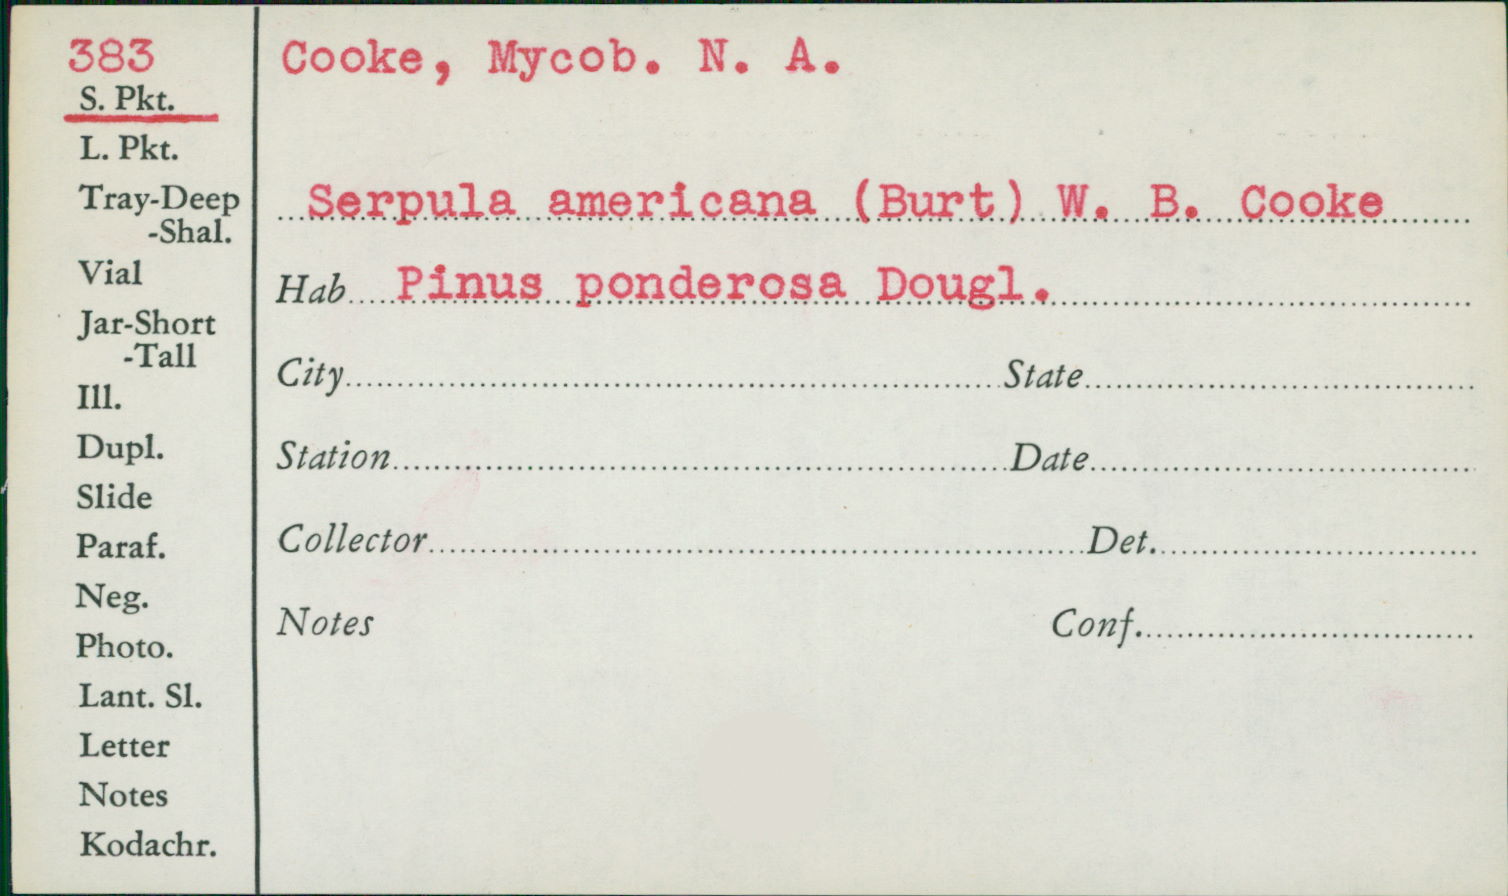 383
S. Pkt.
L. Pkt.
Tray-Deep
-Shal.
Vial
Jar-Short
-Tall
Ill.
Dupl.
Slide
Paraf.
Neg.
Photo.
Lant. Sl.
Letter
Notes
Kodachr.
Cooke, Mycob. N. A.
Serpula americana (Burt) W. B. Cooke
Hab Pinus ponderosa Dougl.
City State
Station Date
Collector Det.
Notes Conf.